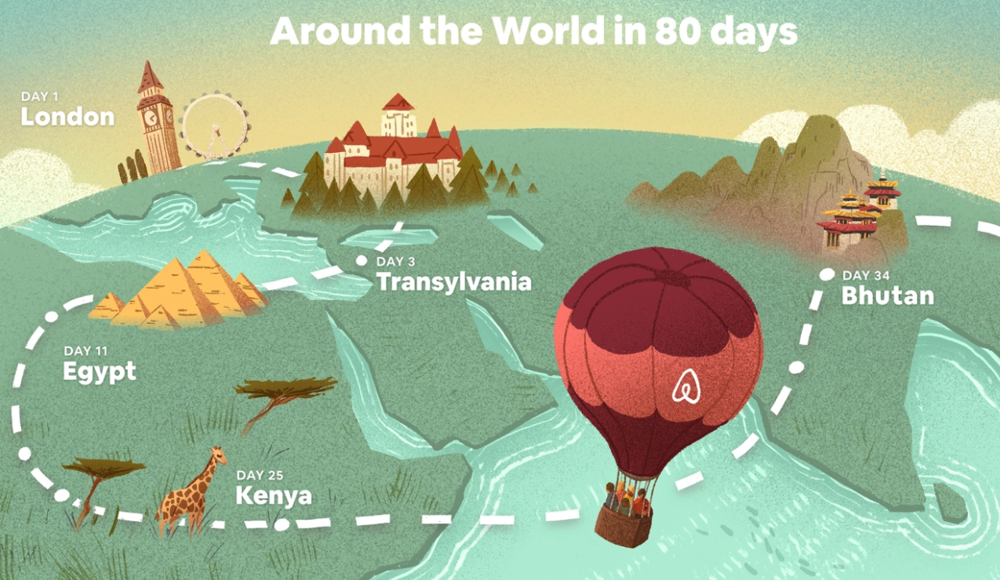 Around the World in 80 days
DAY 1
London
DAY 3
Transylvania
DAY 34
Bhutan
DAY 11
Egypt
DAY 25
Kenya